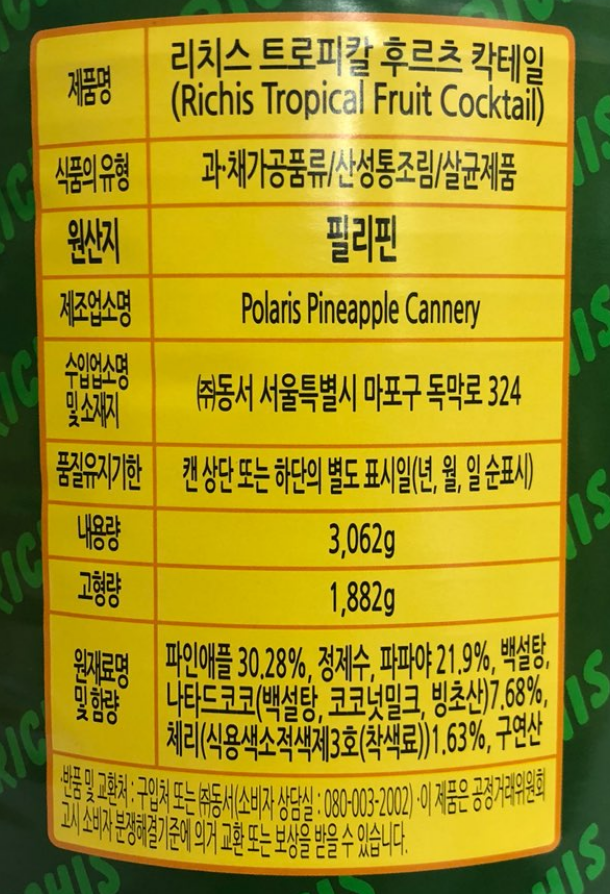 제품명
리치스 트로피칼 후르츠 칵테일
(Richis Tropical Fruit Cocktail)
식품의 유형
과·채가공품류/산성통조림/살균제품
원산지
필리핀
제조업소명
Polaris Pineapple Cannery
수입업소명
및 소재지
㈜동서 서울특별시 마포구 독막로 324
품질유지기한
캔 상단 또는 하단의 별도 표시일(년, 월, 일 순표시)
내용량
3,062g
고형량
1,882g
원재료명
및 함량
파인애플 30.28%, 정제수, 파파야 21.9%, 백설탕,
나타드코코(백설탕, 코코넛밀크, 빙초산)7.68%,
체리(식용색소적색제3호(착색료))1.63%, 구연산
·반품 및 교환처 : 구입처 또는 ㈜동서(소비자 상담실 : 080-003-2002) ·이 제품은 공정거래위원회
고시 소비자 분쟁해결기준에 의거 교환 또는 보상을 받을 수 있습니다.